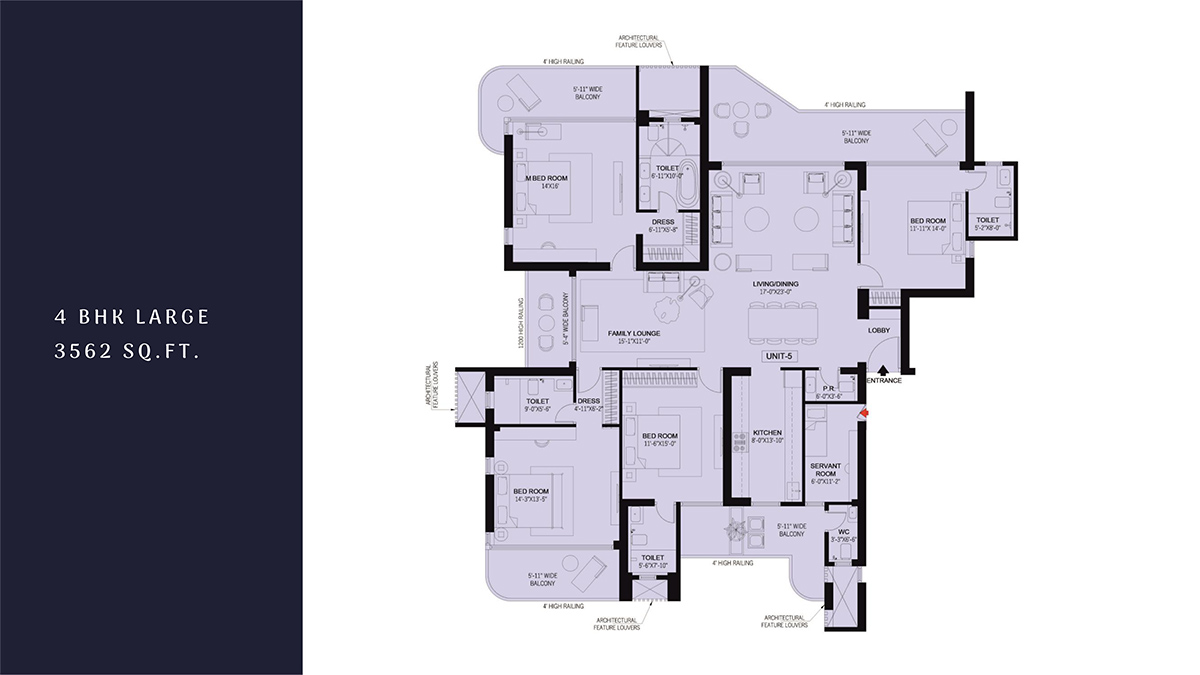 4 BHK LARGE
3562 SQ.FT.
ARCHITECTURAL
FEATURE LOUVERS
4' HIGH RAILING
5'-11" WIDE
BALCONY
4' HIGH RAILING
5'-11" WIDE
BALCONY
M BED ROOM
14'X16'
TOILET
6'-11"X10'-0"
DRESS
6'-11"X5'-8"
BED ROOM
11'-11"X 14'-0"
TOILET
5'-2"X8'-0"
LIVING/DINING
17'-0"X23'-0"
1200 HIGH RAILING
5'-4" WIDE BALCONY
FAMILY LOUNGE
15'-1"X11'-0"
LOBBY
UNIT-5
ENTRANCE
ARCHITECTURAL
FEATURE LOUVERS
TOILET
9'-0"X5'-6"
DRESS
4'-11"X6'-2"
P.R.
6'-0"X3'-6"
BED ROOM
11'-6"X15'-0"
KITCHEN
8'-0"X13'-10"
SERVANT
ROOM
6'-0"X11'-2"
BED ROOM
14'-3"X13'-5"
5'-11" WIDE
BALCONY
WC
3'-3"X6'-6"
TOILET
5'-6"X7'-10"
4' HIGH RAILING
5'-11" WIDE
BALCONY
4' HIGH RAILING
ARCHITECTURAL
FEATURE LOUVERS
ARCHITECTURAL
FEATURE LOUVERS